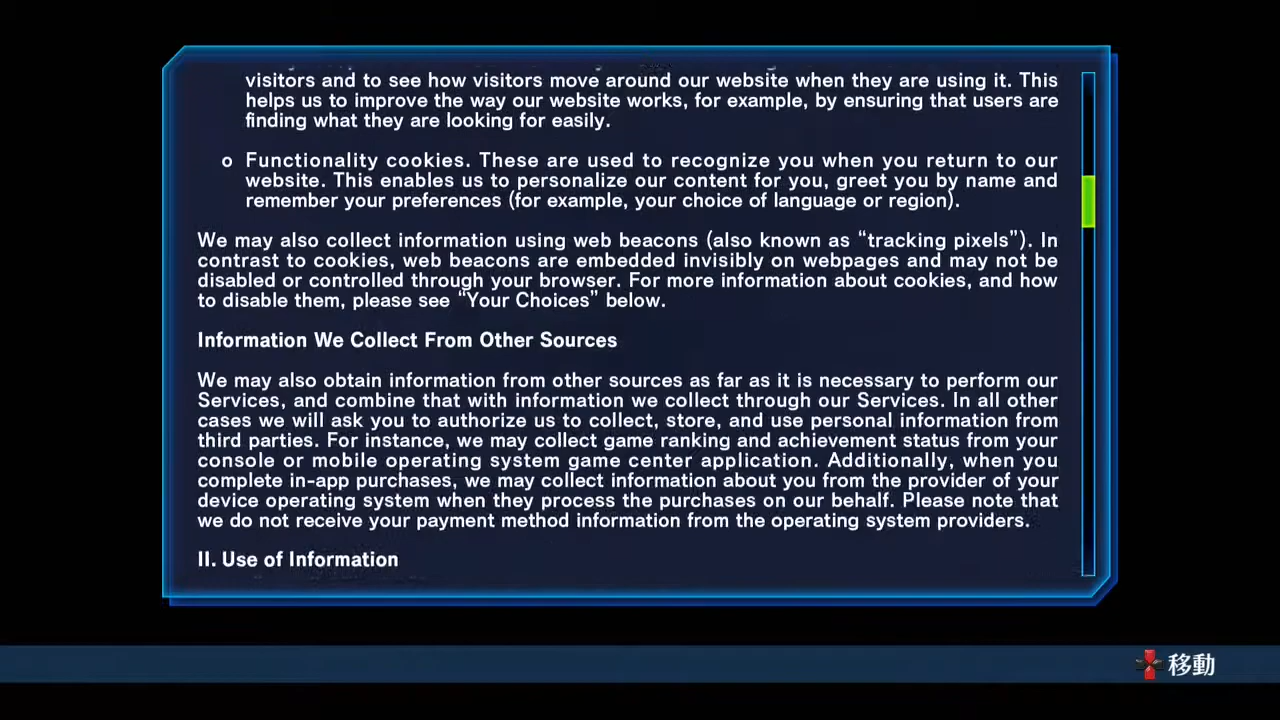 visitors and to see how visitors move around our website when they are using it. This
helps us to improve the way our website works, for example, by ensuring that users are
finding what they are looking for easily.
o Functionality cookies. These are used to recognize you when you return to our
website. This enables us to personalize our content for you, greet you by name and
remember your preferences (for example, your choice of language or region).
We may also collect information using web beacons (also known as “tracking pixels”). In
contrast to cookies, web beacons are embedded invisibly on webpages and may not be
disabled or controlled through your browser. For more information about cookies, and how
to disable them, please see “Your Choices” below.
Information We Collect From Other Sources
We may also obtain information from other sources as far as it is necessary to perform our
Services, and combine that with information we collect through our Services. In all other
cases we will ask you to authorize us to collect, store, and use personal information from
third parties. For instance, we may collect game ranking and achievement status from your
console or mobile operating system game center application. Additionally, when you
complete in-app purchases, we may collect information about you from the provider of your
device operating system when they process the purchases on our behalf. Please note that
we do not receive your payment method information from the operating system providers.
II. Use of Information
移動